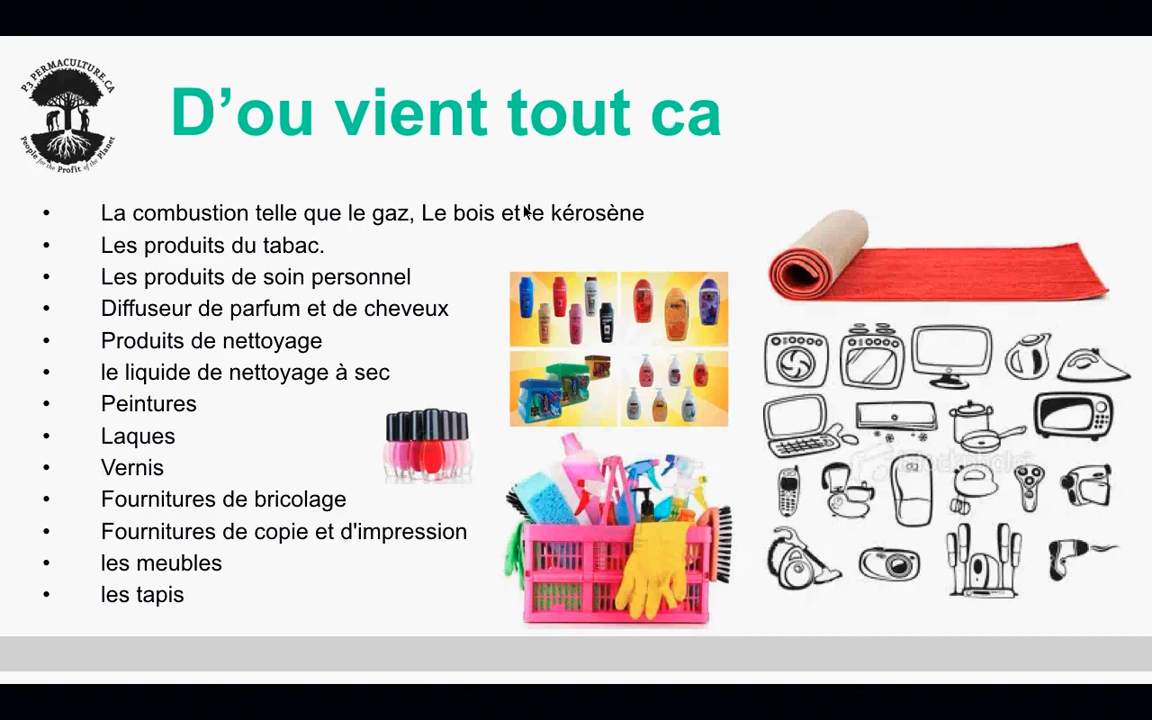 P3 PERMACULTURE.CA
People for the Profit of the Planet
D’ou vient tout ca
• La combustion telle que le gaz, Le bois et le kérosène
• Les produits du tabac.
• Les produits de soin personnel
• Diffuseur de parfum et de cheveux
• Produits de nettoyage
• le liquide de nettoyage à sec
• Peintures
• Laques
• Vernis
• Fournitures de bricolage
• Fournitures de copie et d'impression
• les meubles
• les tapis